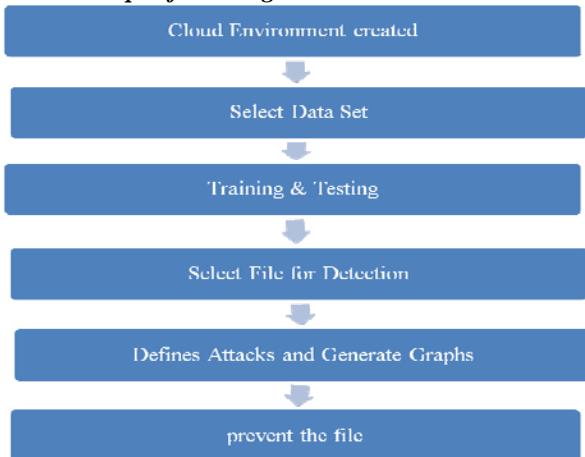 Cloud Environment created
Select Data Set
Training & Testing
Select File for Detection
Defines Attacks and Generate Graphs
prevent the file